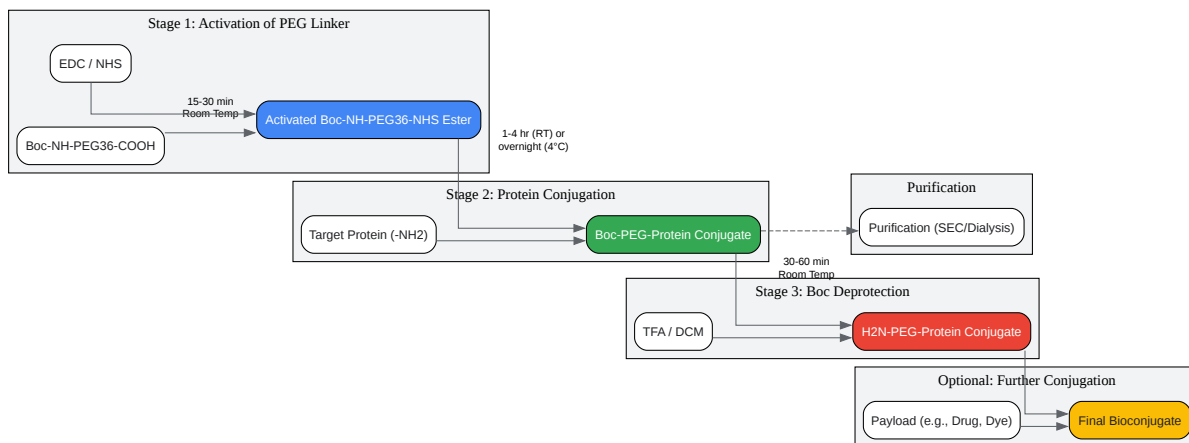 Stage 1: Activation of PEG Linker
EDC / NHS
15-30 min
Room Temp
Activated Boc-NH-PEG36-NHS Ester
Boc-NH-PEG36-COOH
1-4 hr (RT) or
overnight (4°C)
Stage 2: Protein Conjugation
Target Protein (-NH2)
Boc-PEG-Protein Conjugate
Purification
Purification (SEC/Dialysis)
30-60 min
Room Temp
Stage 3: Boc Deprotection
TFA / DCM
H2N-PEG-Protein Conjugate
Optional: Further Conjugation
Payload (e.g., Drug, Dye)
Final Bioconjugate